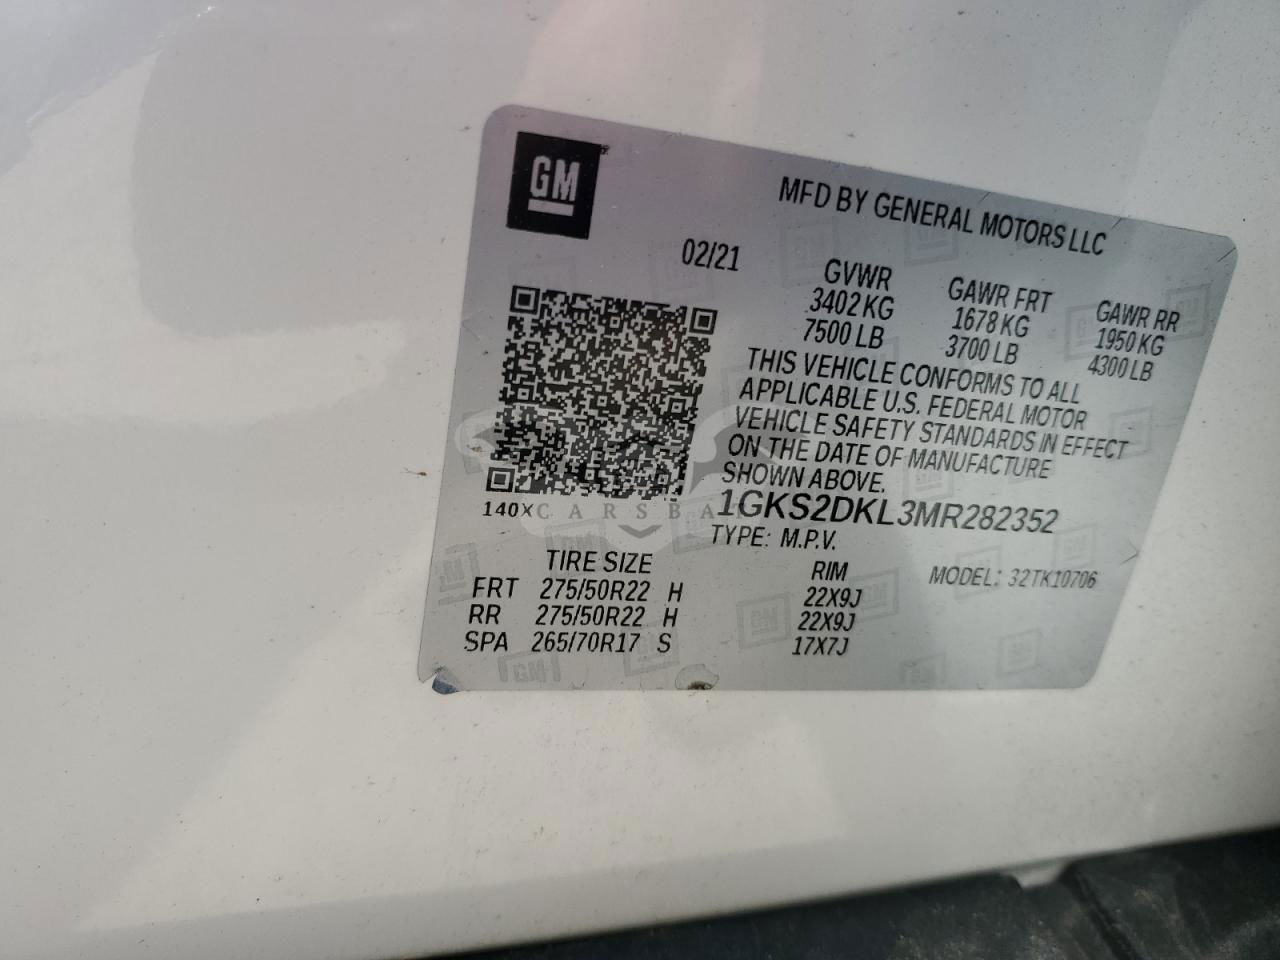 GM
MFD BY GENERAL MOTORS LLC
02/21
GVWR GAWR FRT GAWR RR
3402 KG 1678 KG 1950 KG
7500 LB 3700 LB 4300 LB
THIS VEHICLE CONFORMS TO ALL
APPLICABLE U.S. FEDERAL MOTOR
VEHICLE SAFETY STANDARDS IN EFFECT
ON THE DATE OF MANUFACTURE
SHOWN ABOVE.
140X
1GKS2DKL3MR282352
TYPE: M.P.V.
MODEL: 32TK10706
TIRE SIZE RIM
FRT 275/50R22 H 22X9J
RR 275/50R22 H 22X9J
SPA 265/70R17 S 17X7J